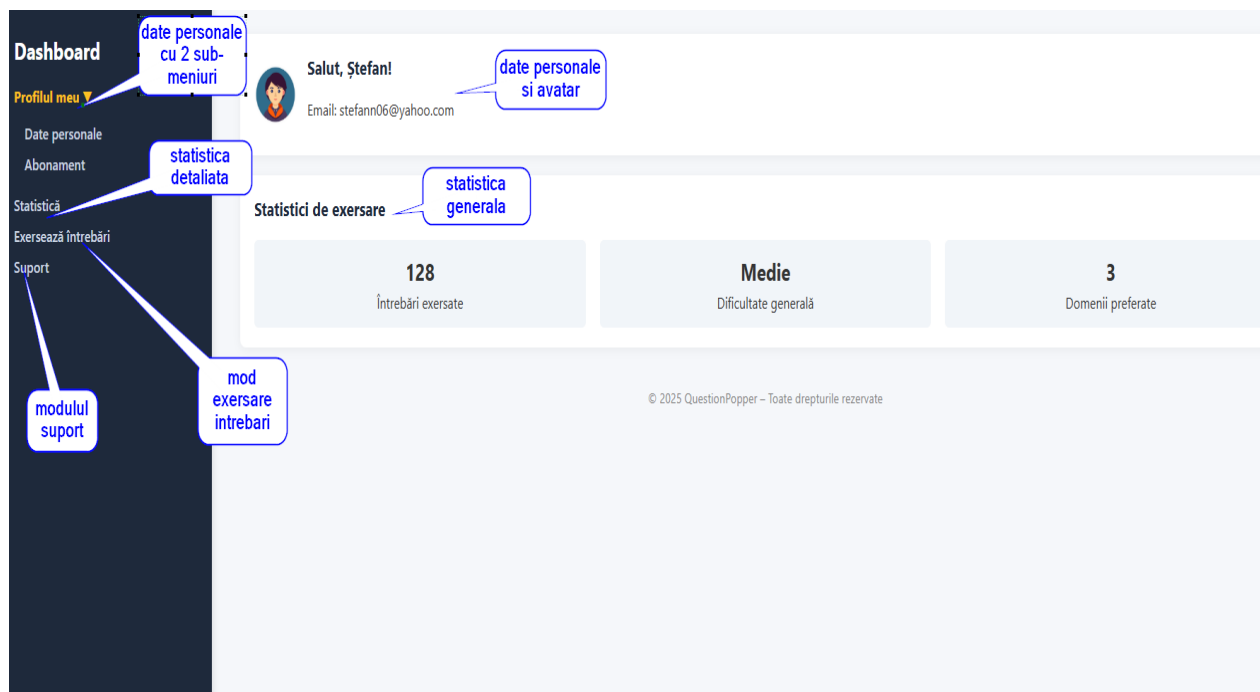 Dashboard
Profilul meu ▼
Date personale
Abonament
Statistică
Exersează întrebări
Suport
date personale
cu 2 sub-
meniuri
statistica
detaliata
mod
exersare
intrebari
modulul
suport
Salut, Ștefan!
Email: stefann06@yahoo.com
date personale
si avatar
Statistici de exersare
statistica
generala
128
Întrebări exersate
Medie
Dificultate generală
3
Domenii preferate
© 2025 QuestionPopper – Toate drepturile rezervate